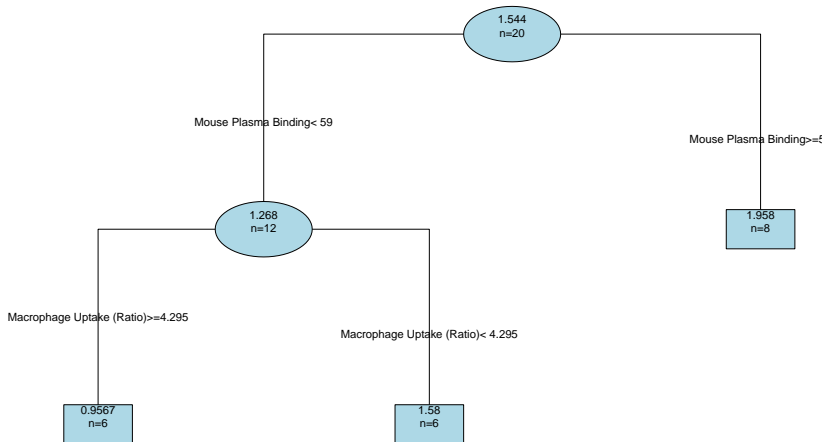 1.544
n=20
Mouse Plasma Binding< 59
Mouse Plasma Binding>=5
1.268
n=12
1.958
n=8
Macrophage Uptake (Ratio)>=4.295
Macrophage Uptake (Ratio)< 4.295
0.9567
n=6
1.58
n=6